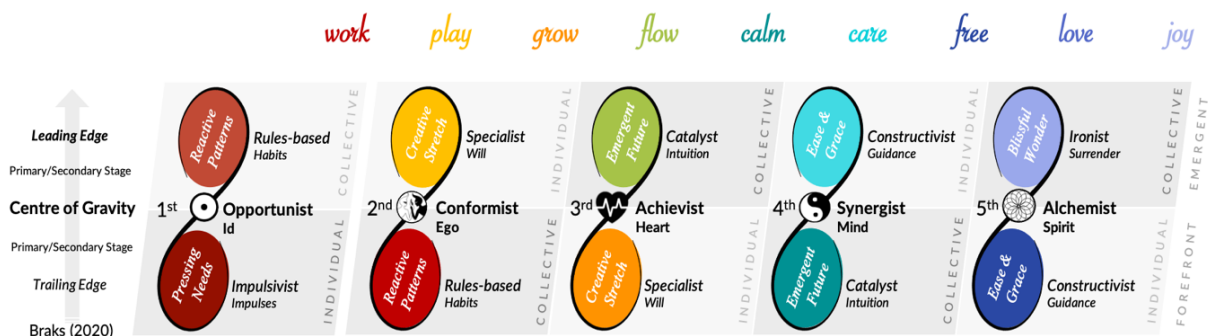 work play grow flow calm care free love joy
Leading Edge
Primary/Secondary Stage
Centre of Gravity
Primary/Secondary Stage
Trailing Edge
Braks (2020)
Reactive
Patterns
Rules-based
Habits
COLLECTIVE
1st
Opportunist
Id
Pressing
Needs
Impulsivist
Impulses
INDIVIDUAL
Creative
Stretch
Specialist
Will
INDIVIDUAL
2nd
Conformist
Ego
Reactive
Patterns
Rules-based
Habits
COLLECTIVE
Emergent
Future
Catalyst
Intuition
COLLECTIVE
3rd
Achievist
Heart
Creative
Stretch
Specialist
Will
INDIVIDUAL
Ease &
Grace
Constructivist
Guidance
INDIVIDUAL
4th
Synergist
Mind
Emergent
Future
Catalyst
Intuition
COLLECTIVE
Blissful
Wonder
Ironist
Surrender
COLLECTIVE
EMERGENT
5th
Alchemist
Spirit
Ease &
Grace
Constructivist
Guidance
INDIVIDUAL
FOREFRONT